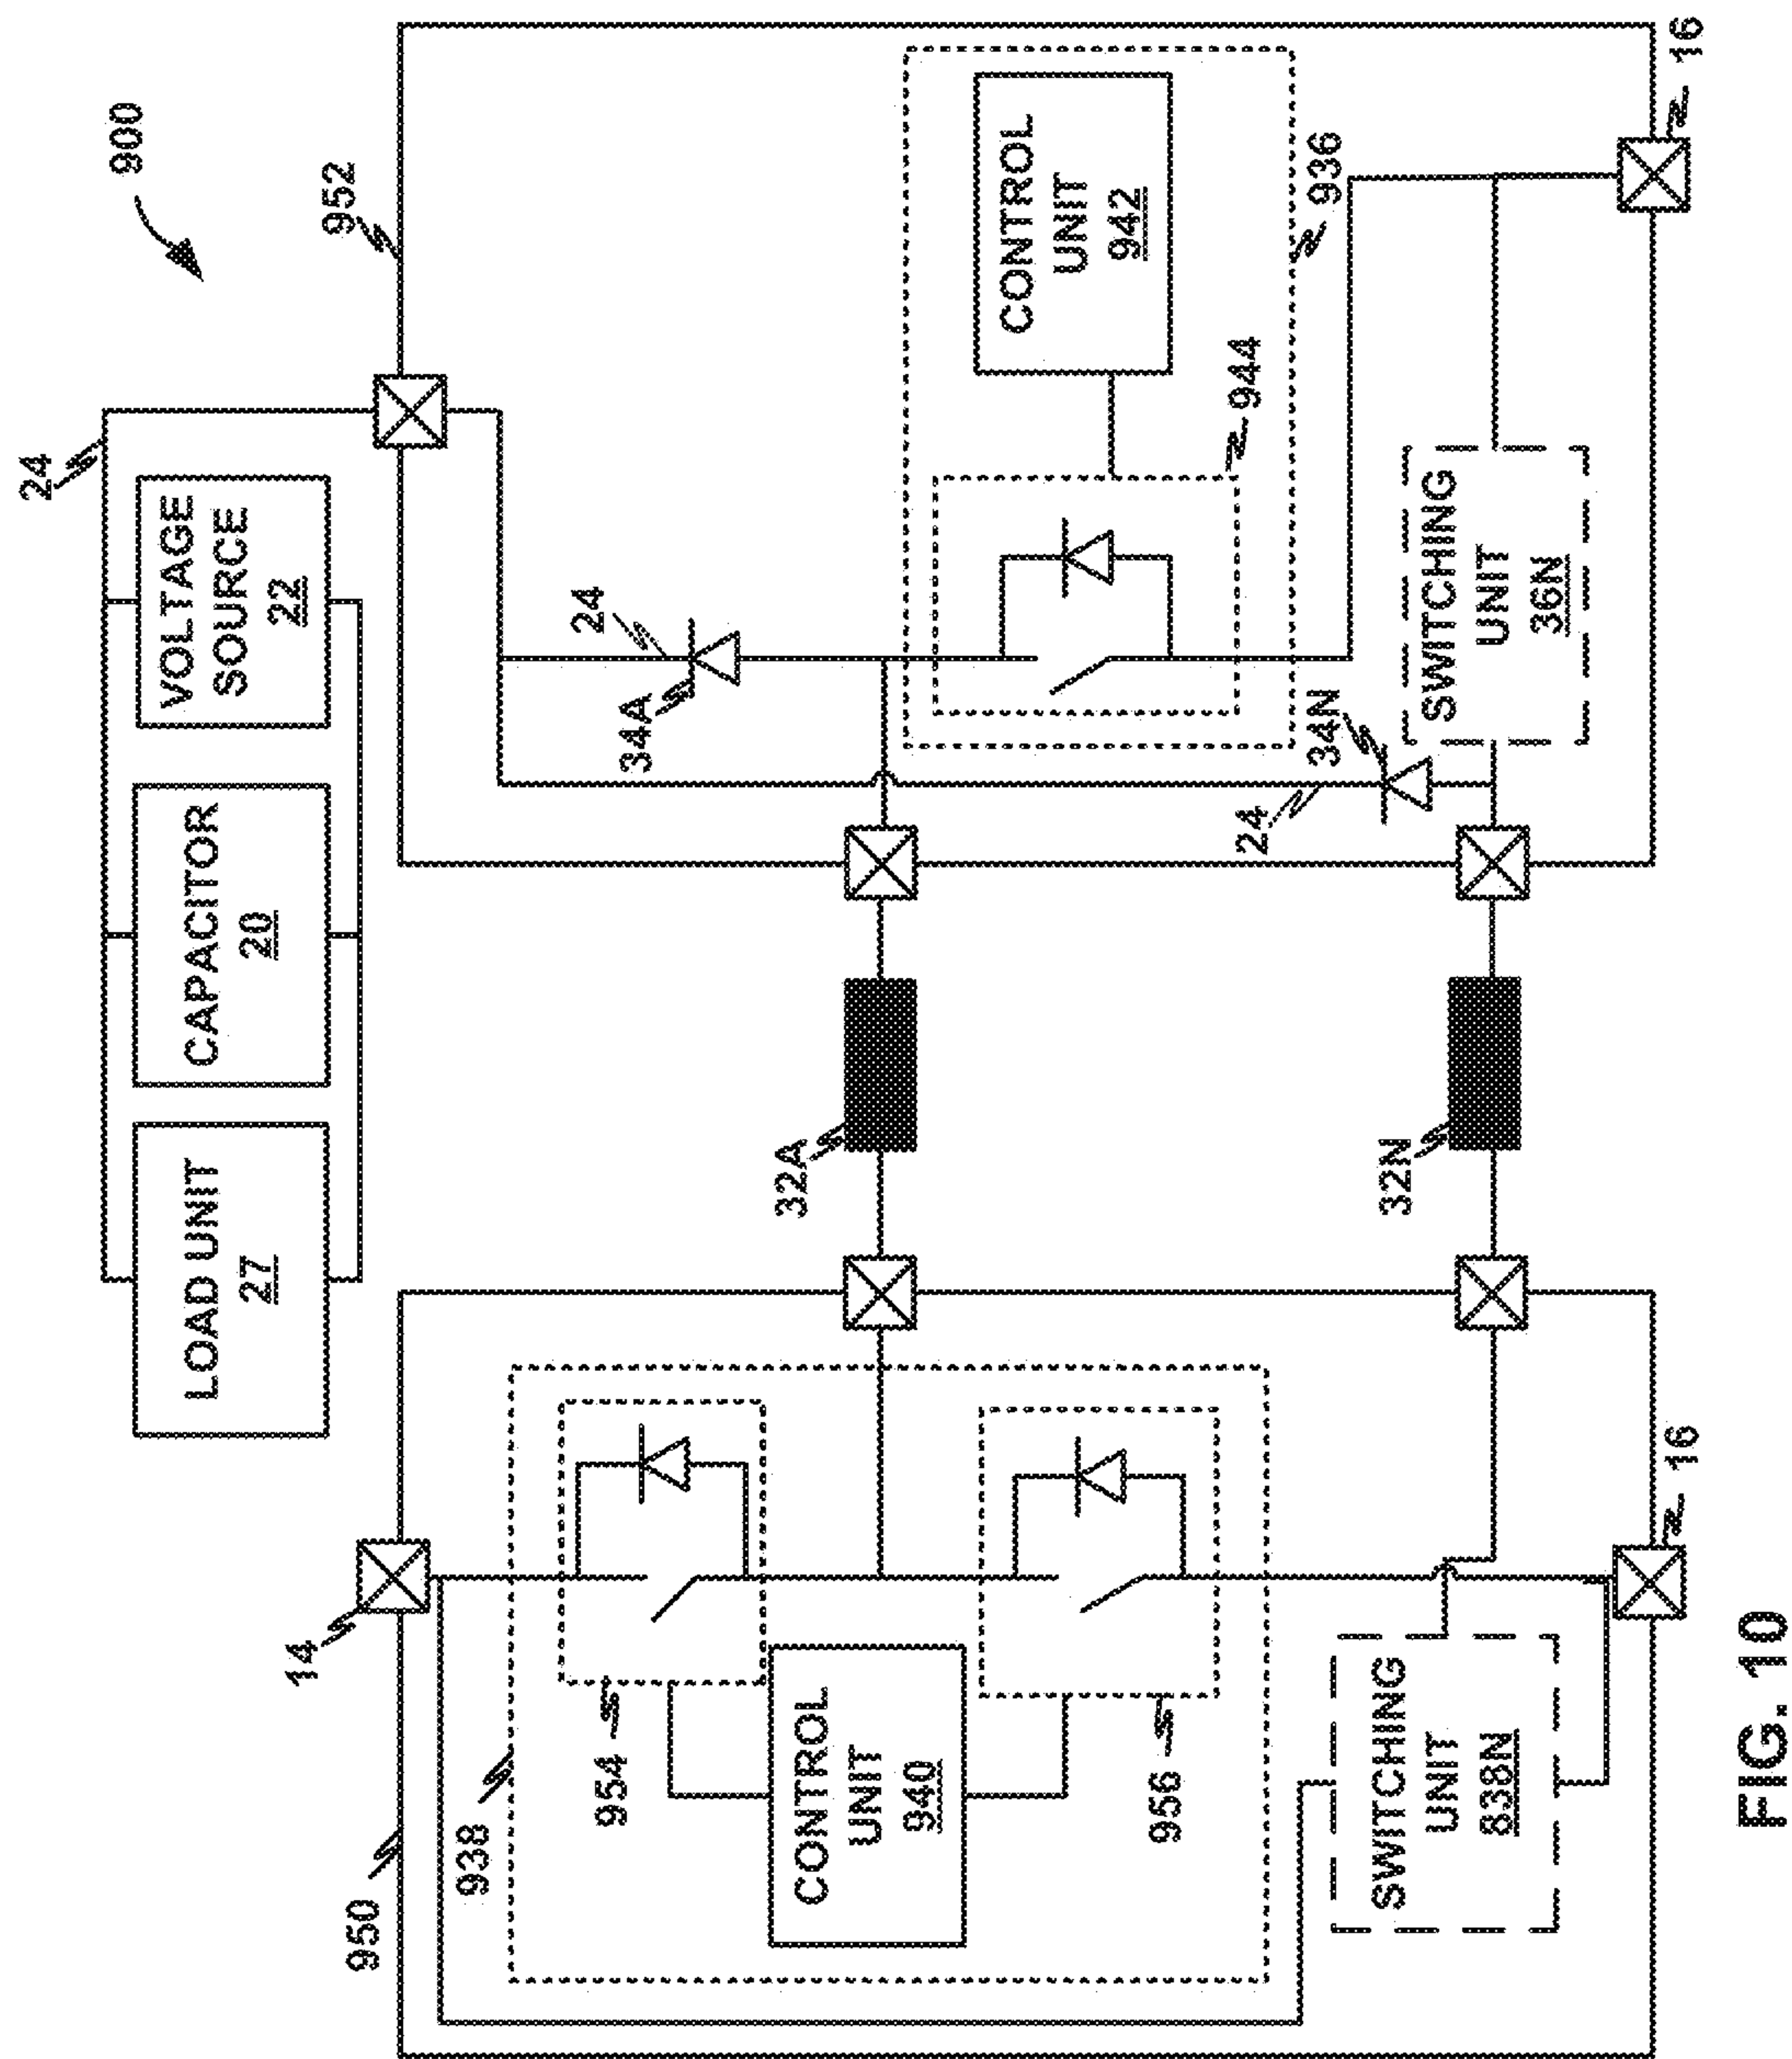 900
24
VOLTAGE
SOURCE
22
CAPACITOR
20
LOAD UNIT
27
952
CONTROL
UNIT
942
936
944
24
34A
34N
24
SWITCHING
UNIT
36N
16
32A
32N
14
950
938
954
CONTROL
UNIT
940
956
SWITCHING
UNIT
838N
16
FIG. 10